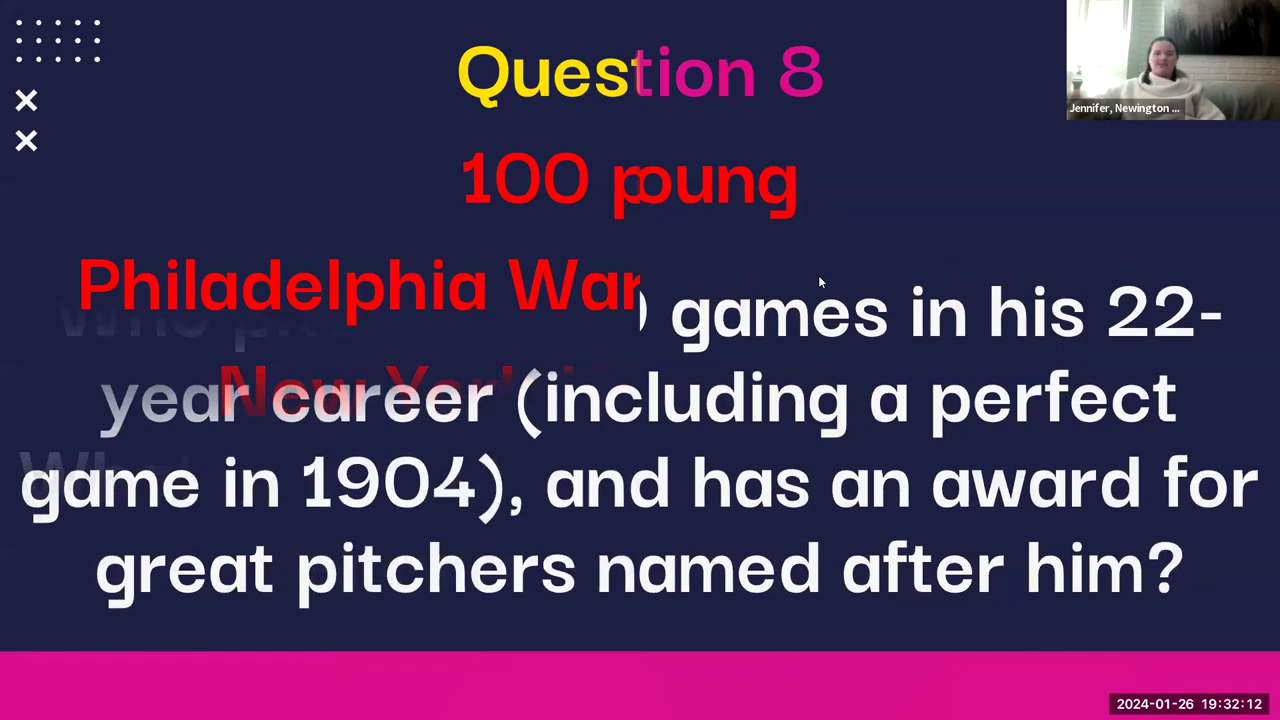 Question 8
100 p oung
Philadelphia War
games in his 22-
year career (including a perfect
game in 1904), and has an award for
great pitchers named after him?
Jennifer, Newington ...
2024-01-26 19:32:12